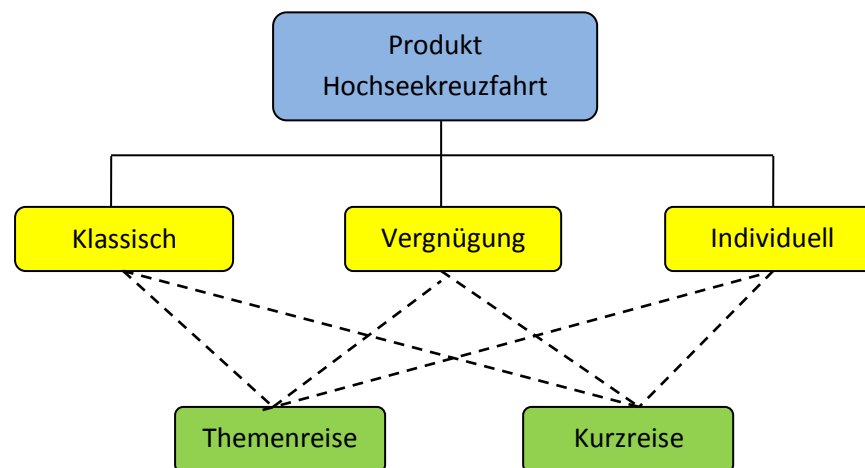 Produkt
Hochseekreuzfahrt
Klassisch
Vergnügung
Individuell
Themenreise
Kurzreise